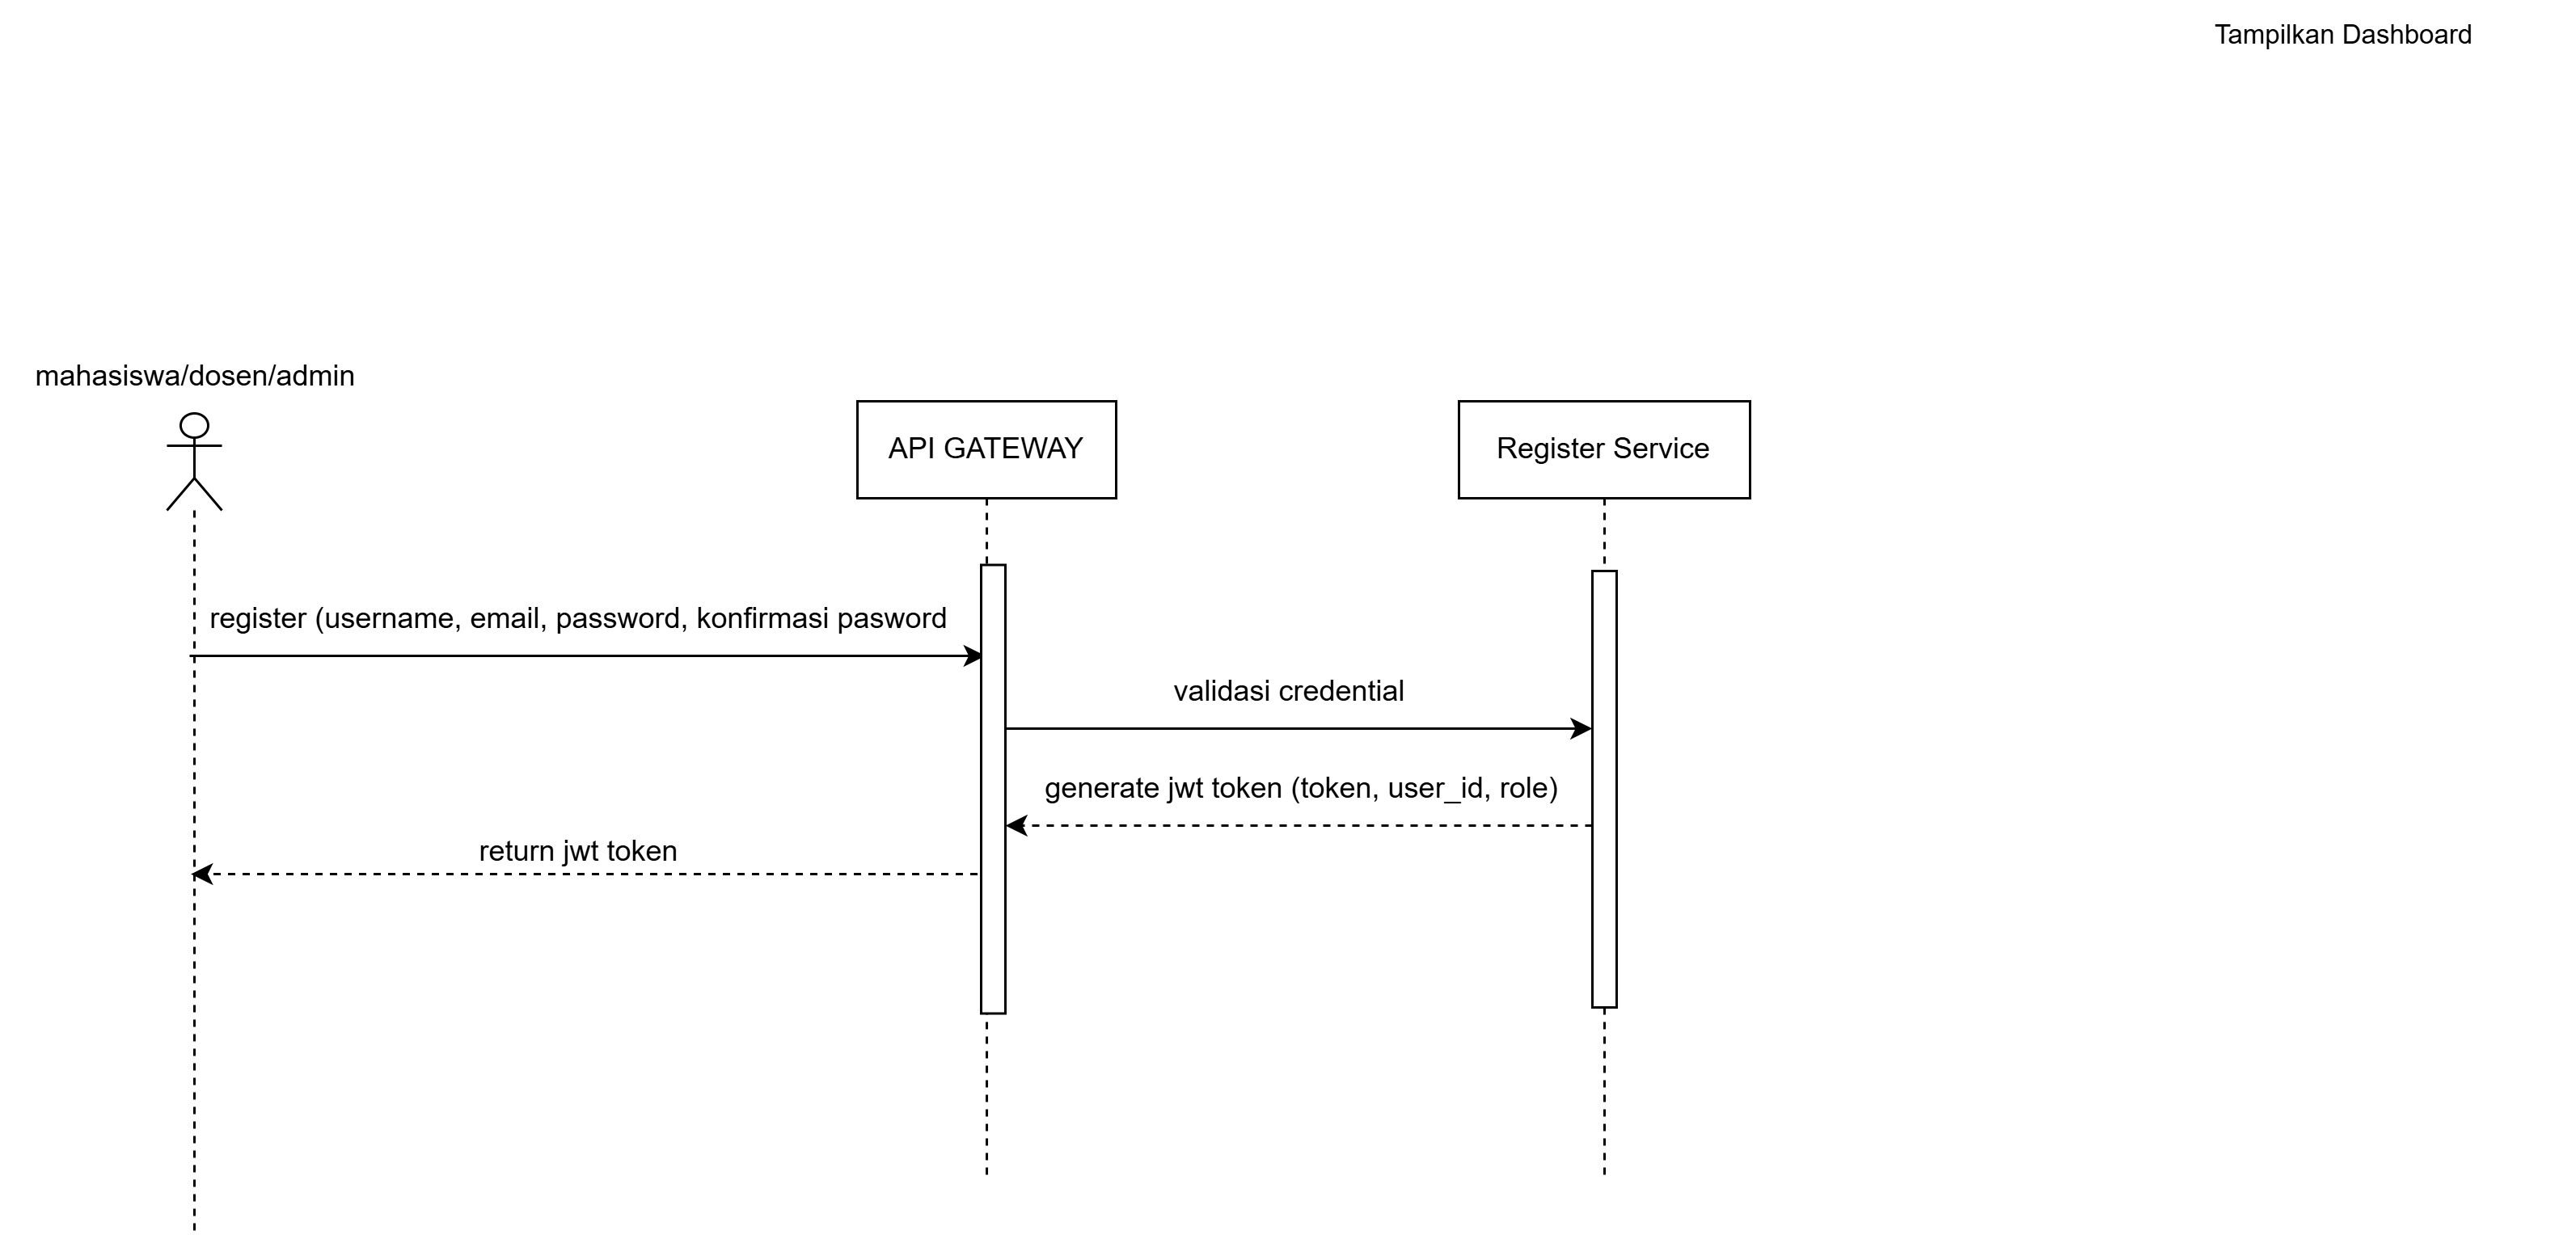 Tampilkan Dashboard
mahasiswa/dosen/admin
API GATEWAY
Register Service
register (username, email, password, konfirmasi pasword
validasi credential
generate jwt token (token, user_id, role)
return jwt token